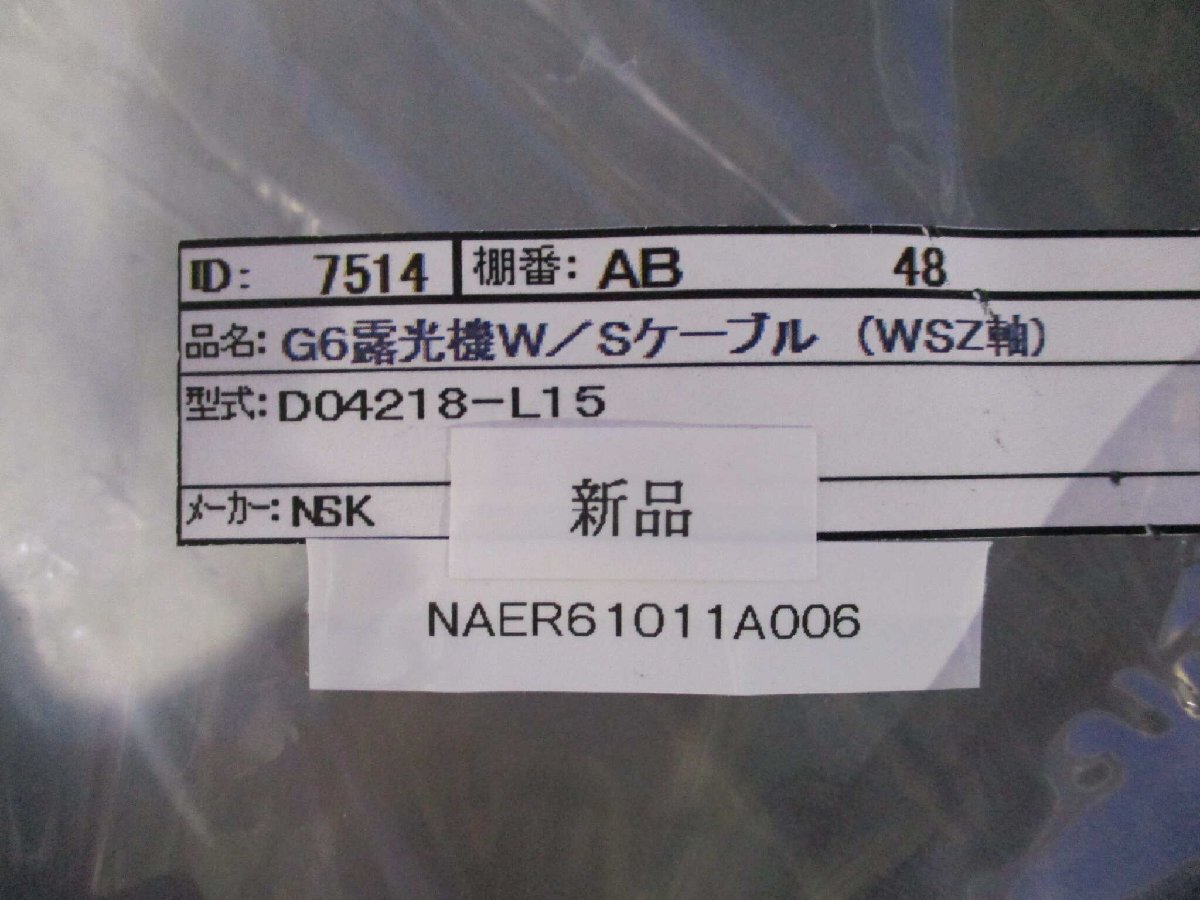 ID: 7514 棚番: AB 48
品名: G6露光機W／Sケーブル (WSZ軸)
型式: D04218-L15
メーカー: NSK
新品
NAER61011A006